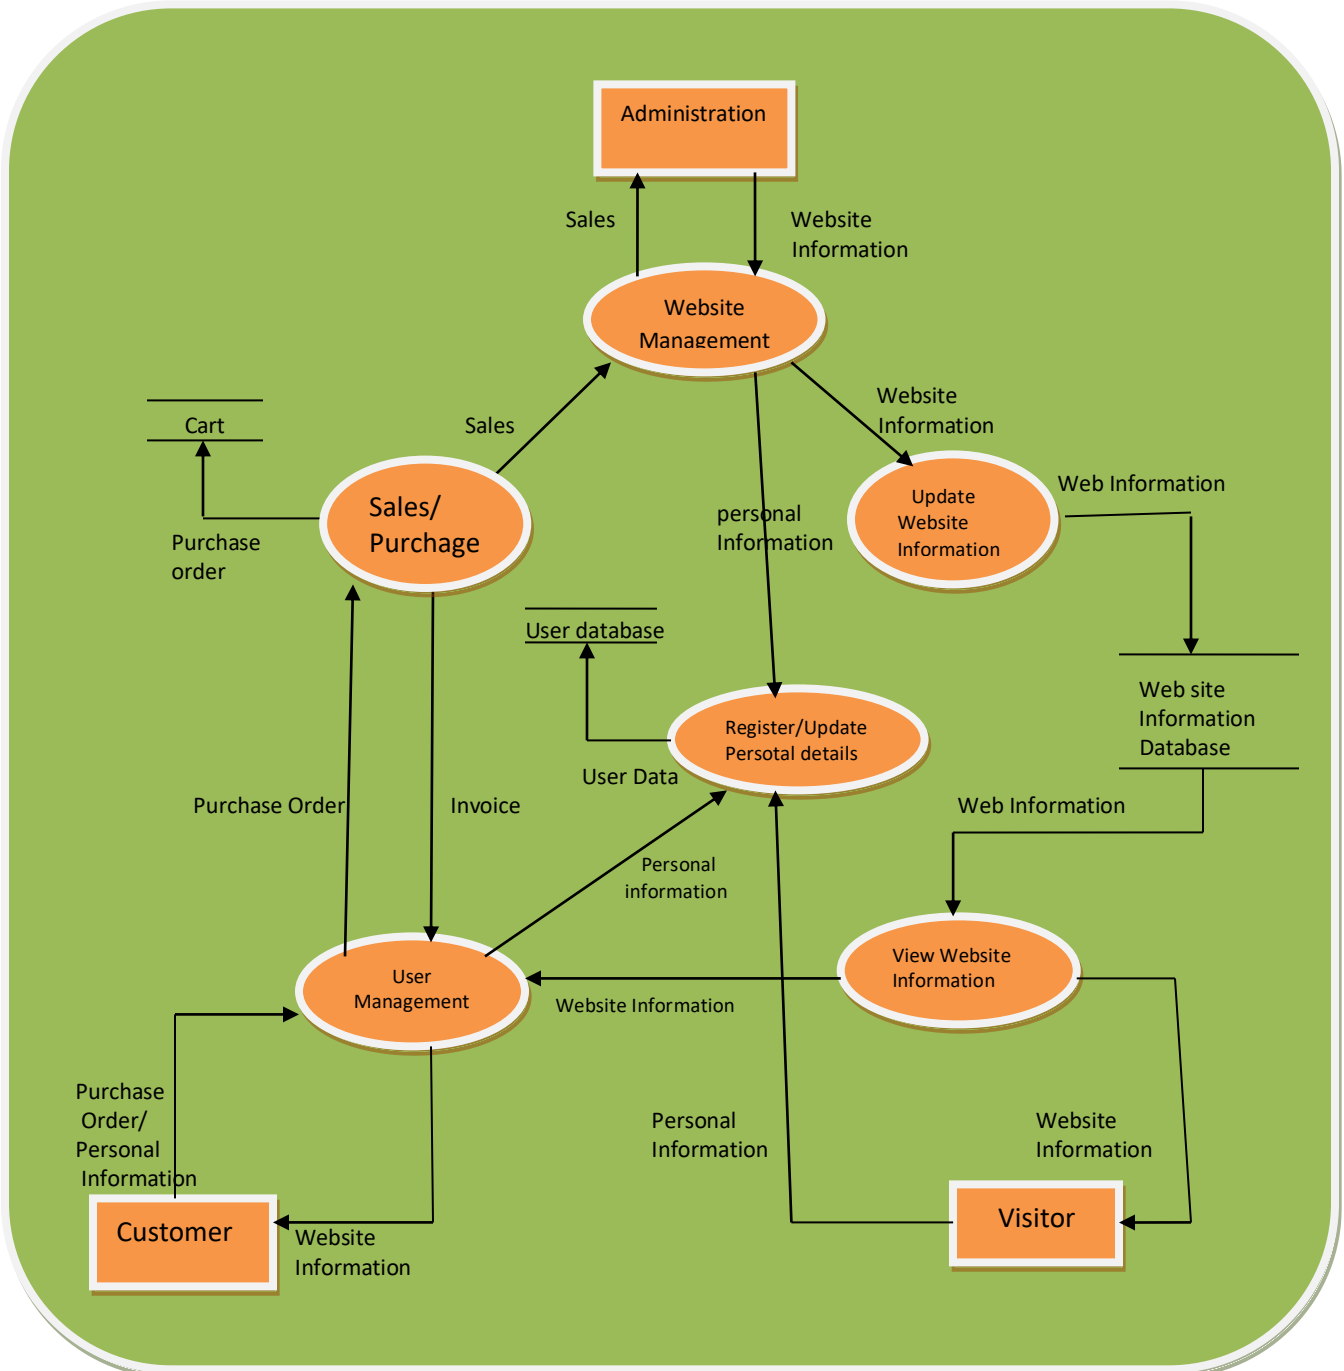 Administration
Sales
Website
Information
Website
Management
Website
Information
Cart
Sales
Web Information
Sales/
Purchage
Update
Website
Information
personal
Information
Purchase
order
User database
Web site
Information
Database
Register/Update
Persotal details
User Data
Purchase Order
Invoice
Web Information
Personal
information
View Website
Information
User
Management
Website Information
Purchase
Order/
Personal
Information
Personal
Information
Website
Information
Customer
Website
Information
Visitor